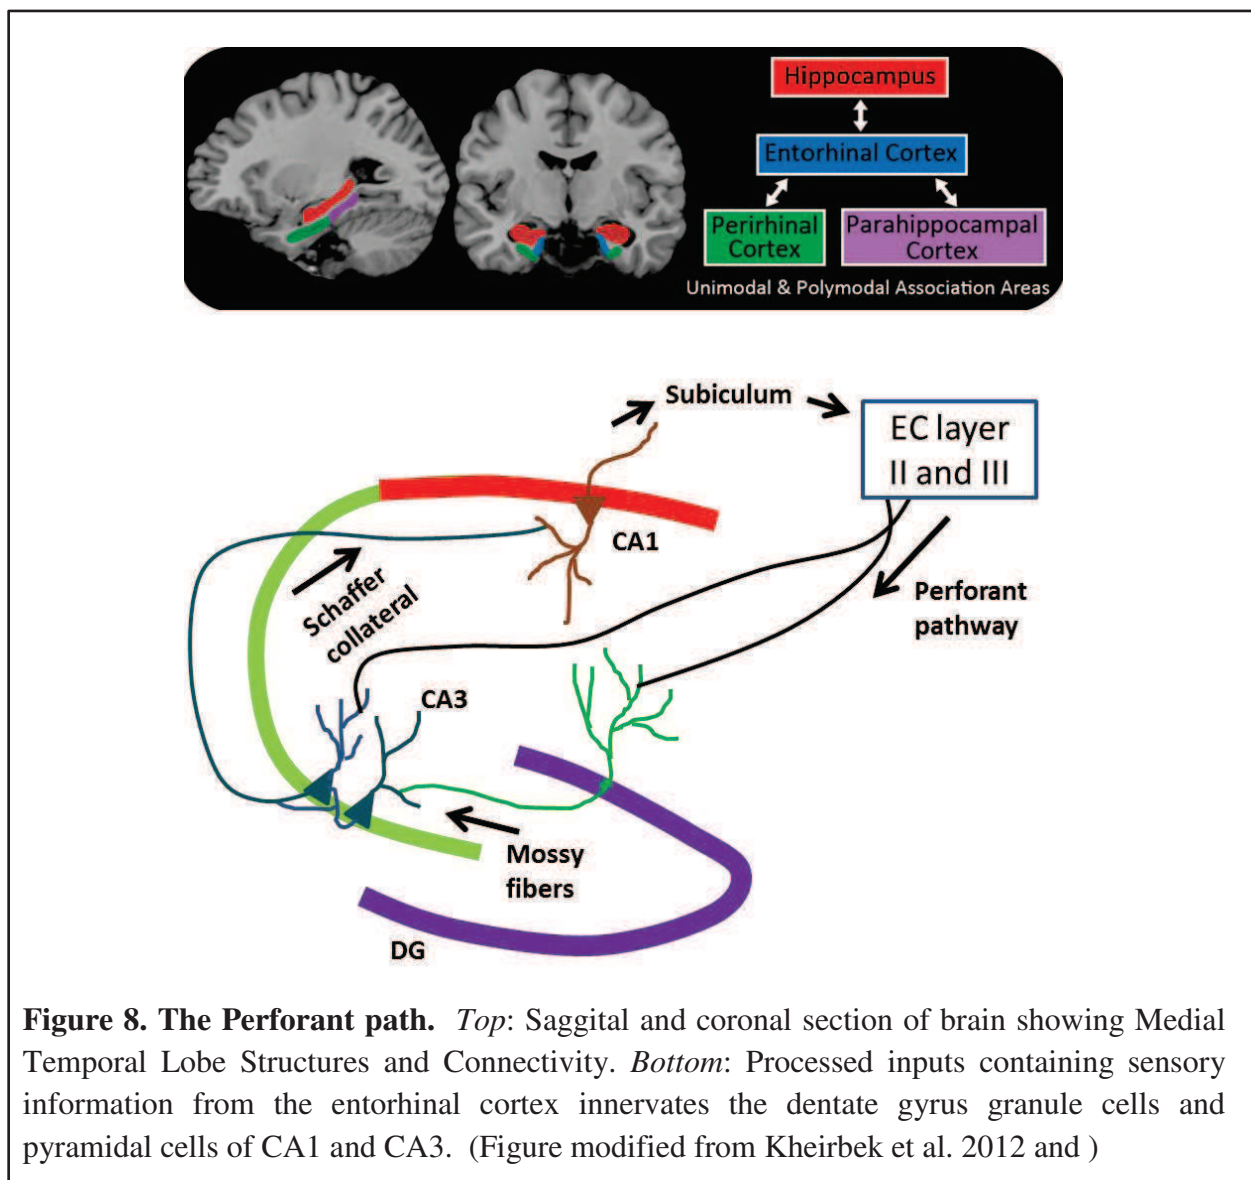 Hippocampus
Entorhinal Cortex
Perirhinal
Cortex
Parahippocampal
Cortex
Unimodal & Polymodal Association Areas
Subiculum
EC layer
II and III
CA1
Schaffer
collateral
Perforant
pathway
CA3
Mossy
fibers
DG
Figure 8. The Perforant path. Top: Saggital and coronal section of brain showing Medial
Temporal Lobe Structures and Connectivity. Bottom: Processed inputs containing sensory
information from the entorhinal cortex innervates the dentate gyrus granule cells and
pyramidal cells of CA1 and CA3. (Figure modified from Kheirbek et al. 2012 and )